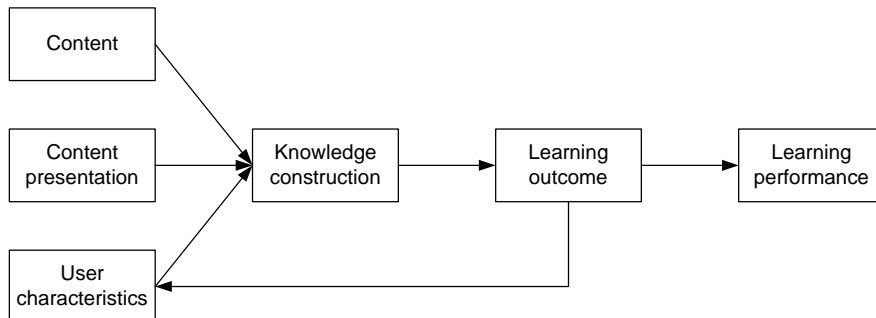 Content
Content
presentation
User
characteristics
Knowledge
construction
Learning
outcome
Learning
performance